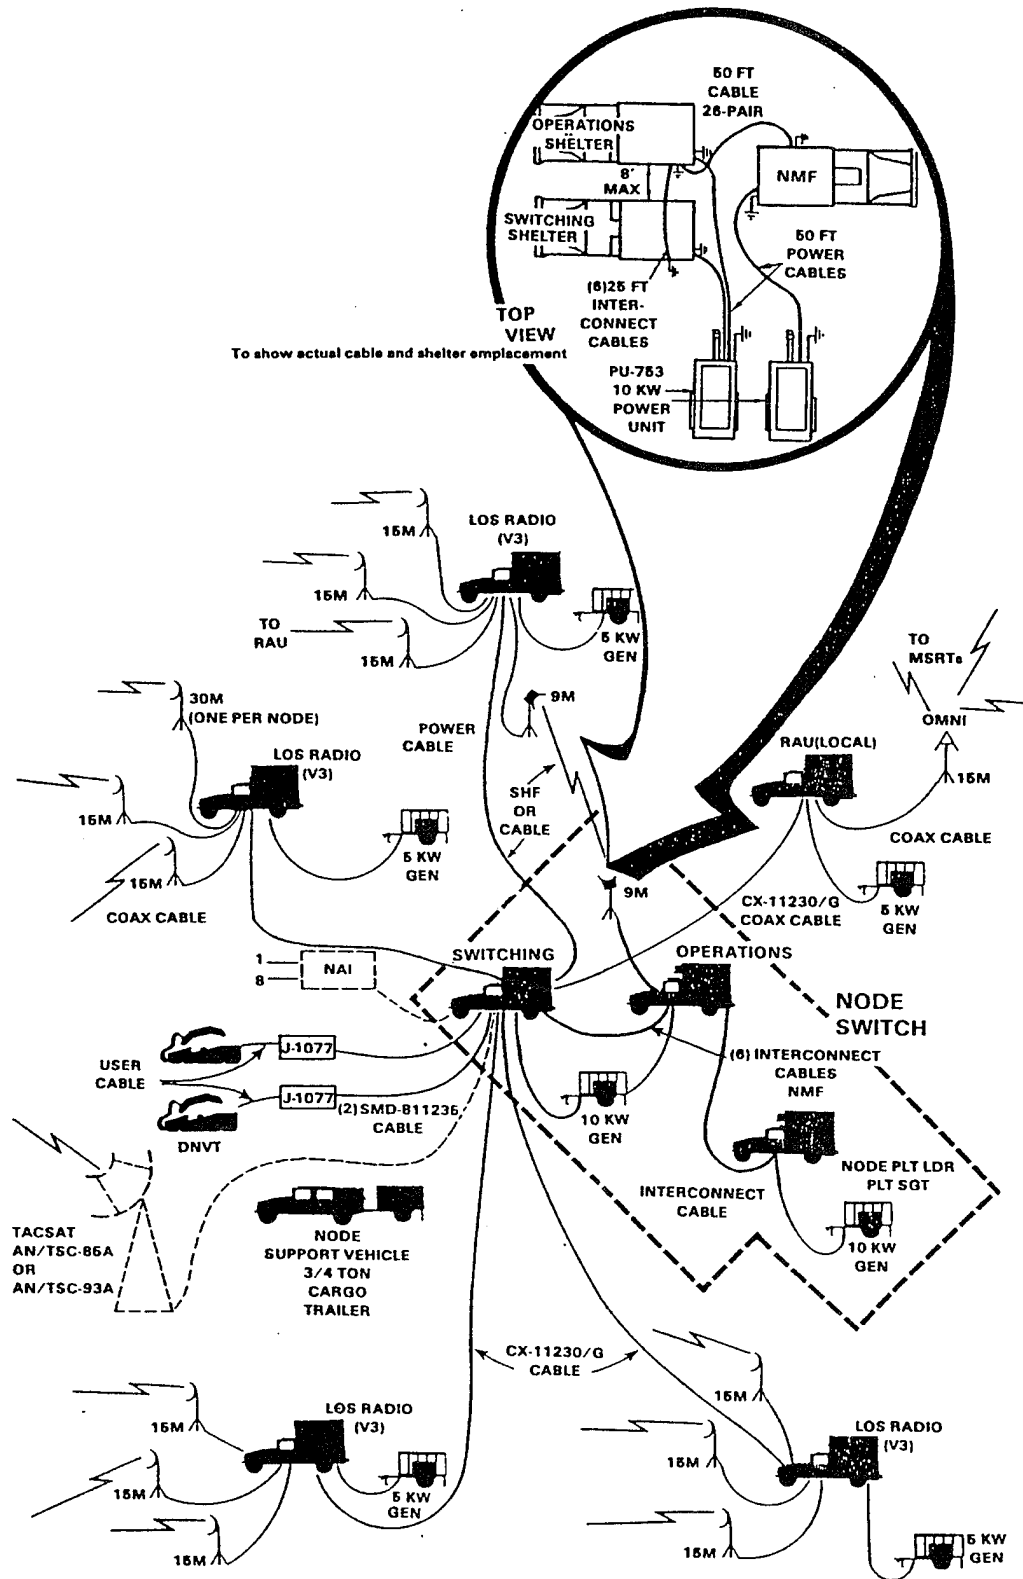 50 FT
CABLE
26-PAIR
OPERATIONS
SHELTER
8'
MAX
NMF
SWITCHING
SHELTER
50 FT
POWER
CABLES
(6)25 FT
INTER-
CONNECT
CABLES
TOP
VIEW
To show actual cable and shelter emplacement
PU-753
10 KW
POWER
UNIT
LOS RADIO
(V3)
15M
15M
TO
RAU
15M
5 KW
GEN
TO
MSRTs
OMNI
15M
30M
(ONE PER NODE)
POWER
CABLE
9M
RAU(LOCAL)
LOS RADIO
(V3)
SHF
OR
CABLE
15M
15M
COAX CABLE
5 KW
GEN
COAX CABLE
9M
CX-11230/G
COAX CABLE
5 KW
GEN
1
8
NAI
SWITCHING
OPERATIONS
NODE
SWITCH
USER
CABLE
J-1077
J-1077
(2)SMD-811235
CABLE
DNVT
10 KW
GEN
(6) INTERCONNECT
CABLES
NMF
NODE PLT LDR
PLT SGT
INTERCONNECT
CABLE
10 KW
GEN
TACSAT
AN/TSC-85A
OR
AN/TSC-93A
NODE
SUPPORT VEHICLE
3/4 TON
CARGO
TRAILER
CX-11230/G
CABLE
15M
LOS RADIO
(V3)
15M
15M
5 KW
GEN
15M
LOS RADIO
(V3)
15M
15M
5 KW
GEN